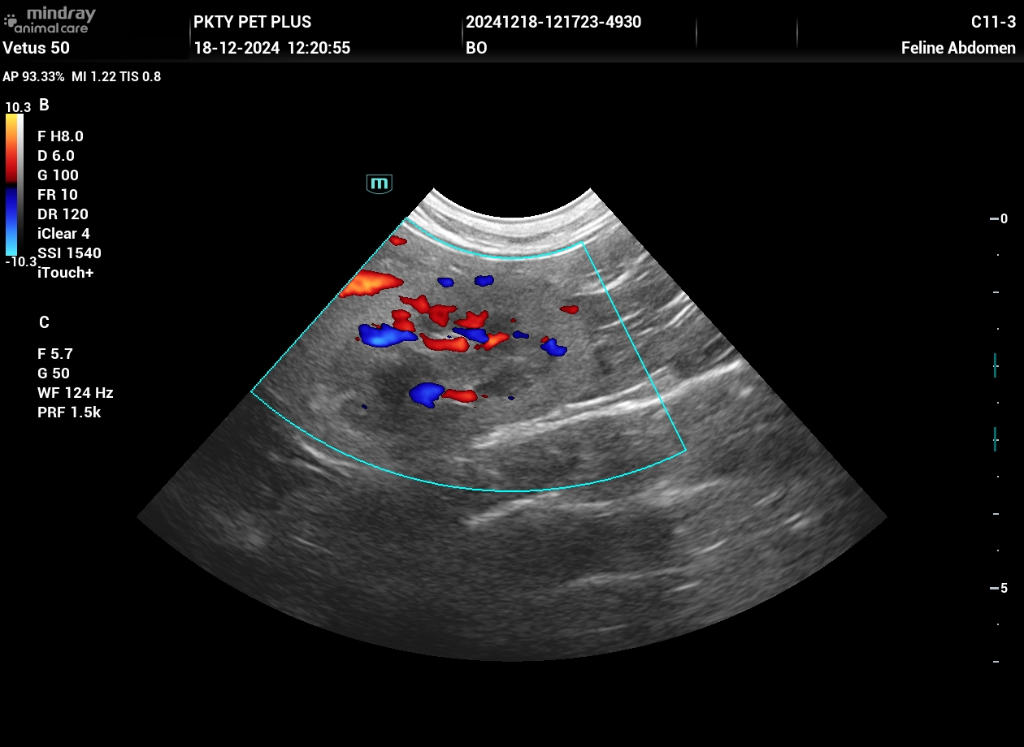 mindray
animalcare
PKTY PET PLUS
20241218-121723-4930
C11-3
Vetus 50
18-12-2024 12:20:55
BO
Feline Abdomen
AP 93.33% MI 1.22 TIS 0.8
10.3
B
F H8.0
D 6.0
G 100
FR 10
DR 120
iClear 4
SSI 1540
-10.3
iTouch+
C
F 5.7
G 50
WF 124 Hz
PRF 1.5k
m
0
5